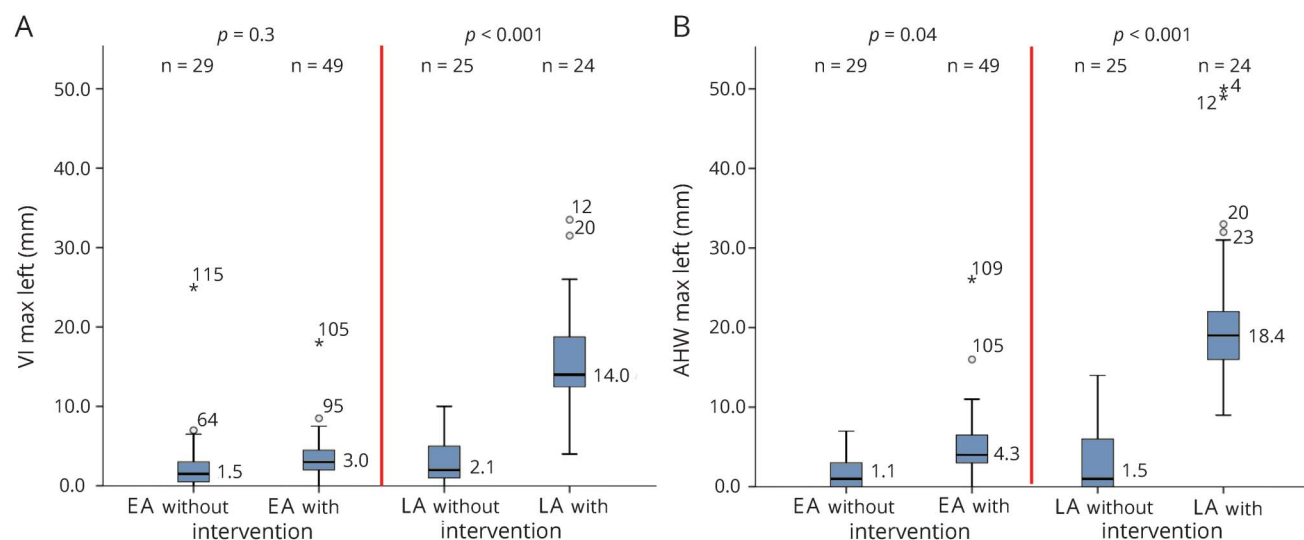 A
p = 0.3
p < 0.001
n = 29
n = 49
n = 25
n = 24
VI max left (mm)
50.0
40.0
30.0
20.0
10.0
0.0
115
64
1.5
105
95
3.0
2.1
12
20
14.0
EA without
EA with
LA without
LA with
intervention
intervention
B
p = 0.04
p < 0.001
n = 29
n = 49
n = 25
n = 24
AHW max left (mm)
50.0
40.0
30.0
20.0
10.0
0.0
1.1
109
105
4.3
1.5
4
12
20
23
18.4
EA without
EA with
LA without
LA with
intervention
intervention